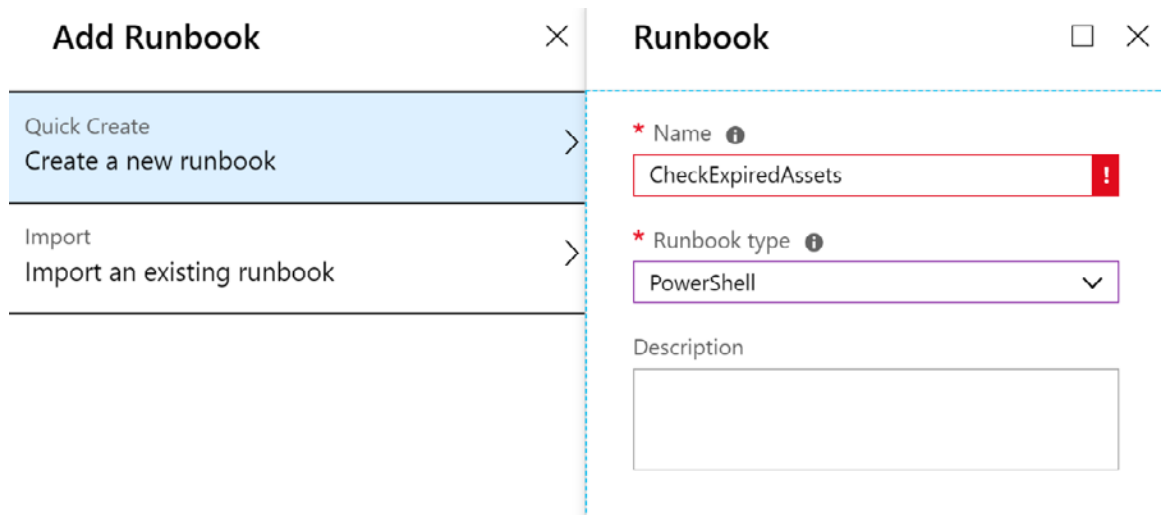 Add Runbook
Quick Create
Create a new runbook
Import
Import an existing runbook
Runbook
* Name
CheckExpiredAssets
* Runbook type
PowerShell
Description